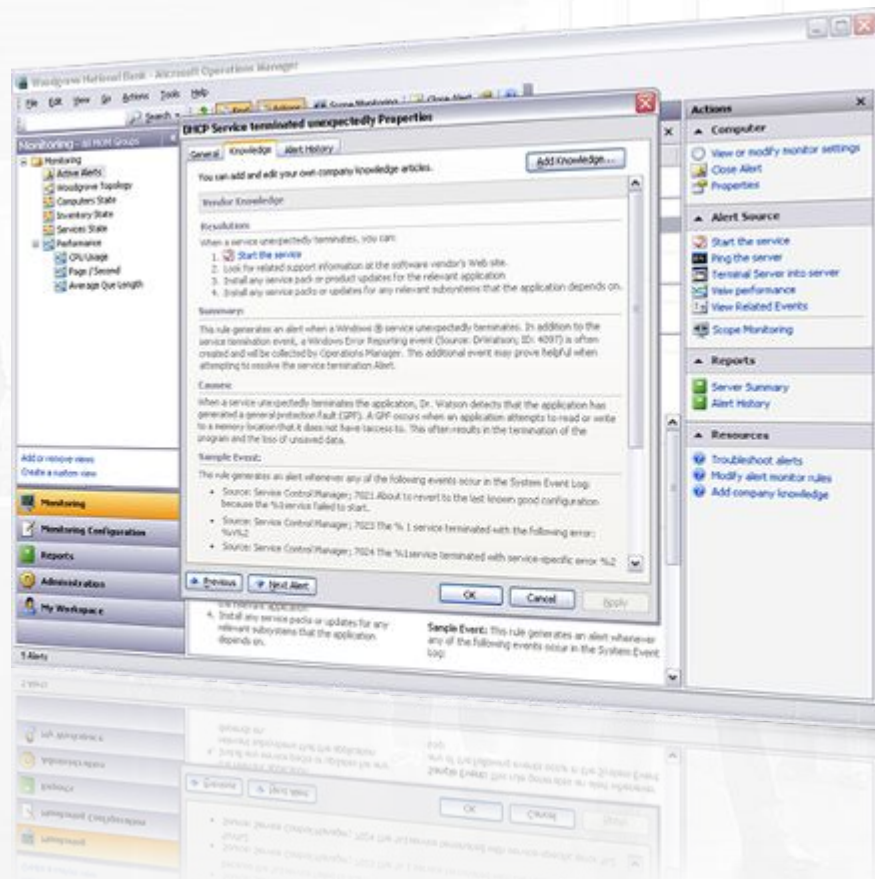 Woodgrove National Bank - Microsoft Operations Manager
File Edit View Go Actions Tools Help
Search
Monitoring - All MOM Groups
Monitoring
Active Alerts
Woodgrove Topology
Computers State
Inventory State
Services State
Performance
CPU Usage
Page / Second
Average Que Length
Add or remove views
Create a custom view
Monitoring
Monitoring Configuration
Reports
Administration
My Workspace
5 Alerts
DHCP Service terminated unexpectedly Properties
General Knowledge Alert History
You can add and edit your own company knowledge articles.
Add Knowledge...
Vendor Knowledge
Resolution:
When a service unexpectedly terminates, you can:
1. Start the service
2. Look for related support information at the software vendor's Web site.
3. Install any service pack or product updates for the relevant application
4. Install any service packs or updates for any relevant subsystems that the application depends on.
Summary:
This rule generates an alert when a Windows ® service unexpectedly terminates. In addition to the
service termination event, a Windows Error Reporting event (Source: DrWatson; ID: 4097) is often
created and will be collected by Operations Manager. This additional event may prove helpful when
attempting to resolve the service termination Alert.
Causes:
When a service unexpectedly terminates the application, Dr. Watson detects that the application has
generated a general protection fault (GPF). A GPF occurs when an application attempts to read or write
to a memory location that it does not have taccess to. This often results in the termination of the
program and the loss of unsaved data.
Sample Event:
The rule generates an alert whenever any of the following events occur in the System Event Log:
• Source: Service Control Manager; 7021 About to revert to the last known good configuration
because the %1service failed to start.
• Source: Service Control Manager; 7023 The % 1 service terminated with the following error:
• Source: Service Control Manager; 7024 The %1service terminated with service-specific error %2
Previous Next Alert
OK Cancel Apply
the relevant application
4. Install any service packs or updates for any
relevant subsystems that the application
depends on.
Sample Event: This rule generates an alert whenever
any of the following events occur in the System Event
Log:
Actions
Computer
View or modify monitor settings
Close Alert
Properties
Alert Source
Start the service
Ping the server
Terminal Server into server
View performance
View Related Events
Scope Monitoring
Reports
Server Summary
Alert History
Resources
Troubleshoot alerts
Modify alert monitor rules
Add company knowledge